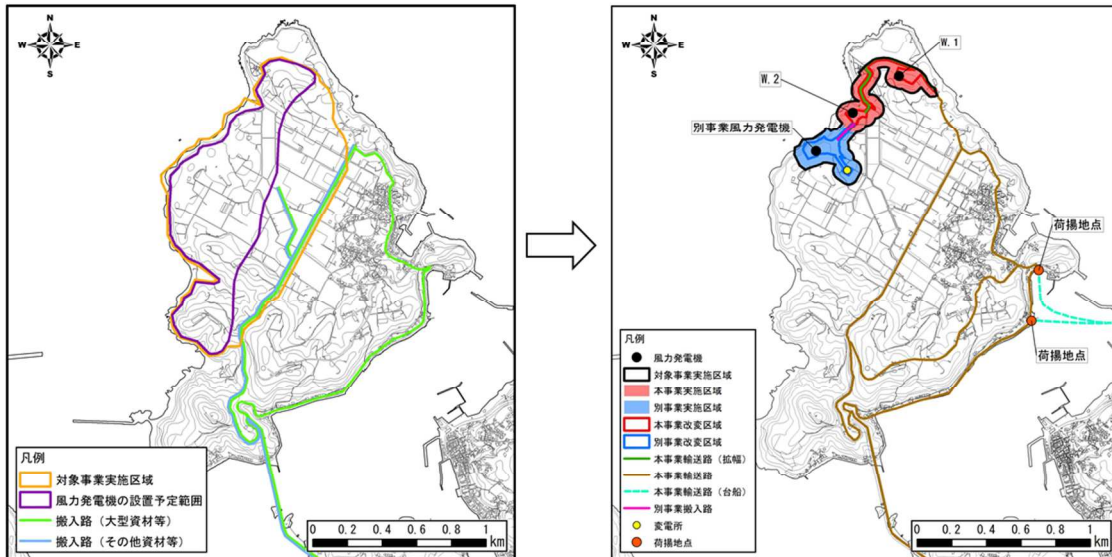 N
W
E
S
凡例
対象事業実施区域
風力発電機の設置予定範囲
搬入路（大型資材等）
搬入路（その他資材等）
0 0.2 0.4 0.6 0.8 1
km
N
W
E
S
W.1
W.2
別事業風力発電機
荷揚地点
荷揚地点
凡例
風力発電機
対象事業実施区域
本事業実施区域
別事業実施区域
本事業改変区域
別事業改変区域
本事業輸送路（拡幅）
本事業輸送路
本事業輸送路（台船）
別事業搬入路
変電所
荷揚地点
0 0.2 0.4 0.6 0.8 1
km